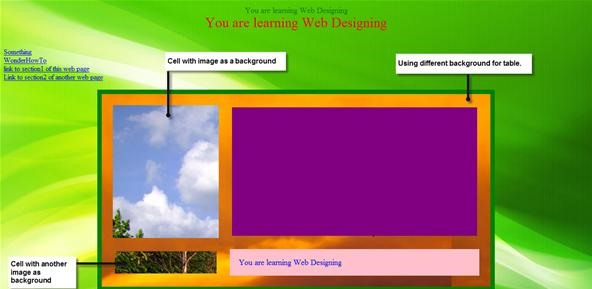 You are learning Web Designing
You are learning Web Designing
Something
WonderHowTo
link to section1 of this web page
Link to section2 of another web page
Cell with image as a background
Using different background for table.
Cell with another
image as
background
You are learning Web Designing